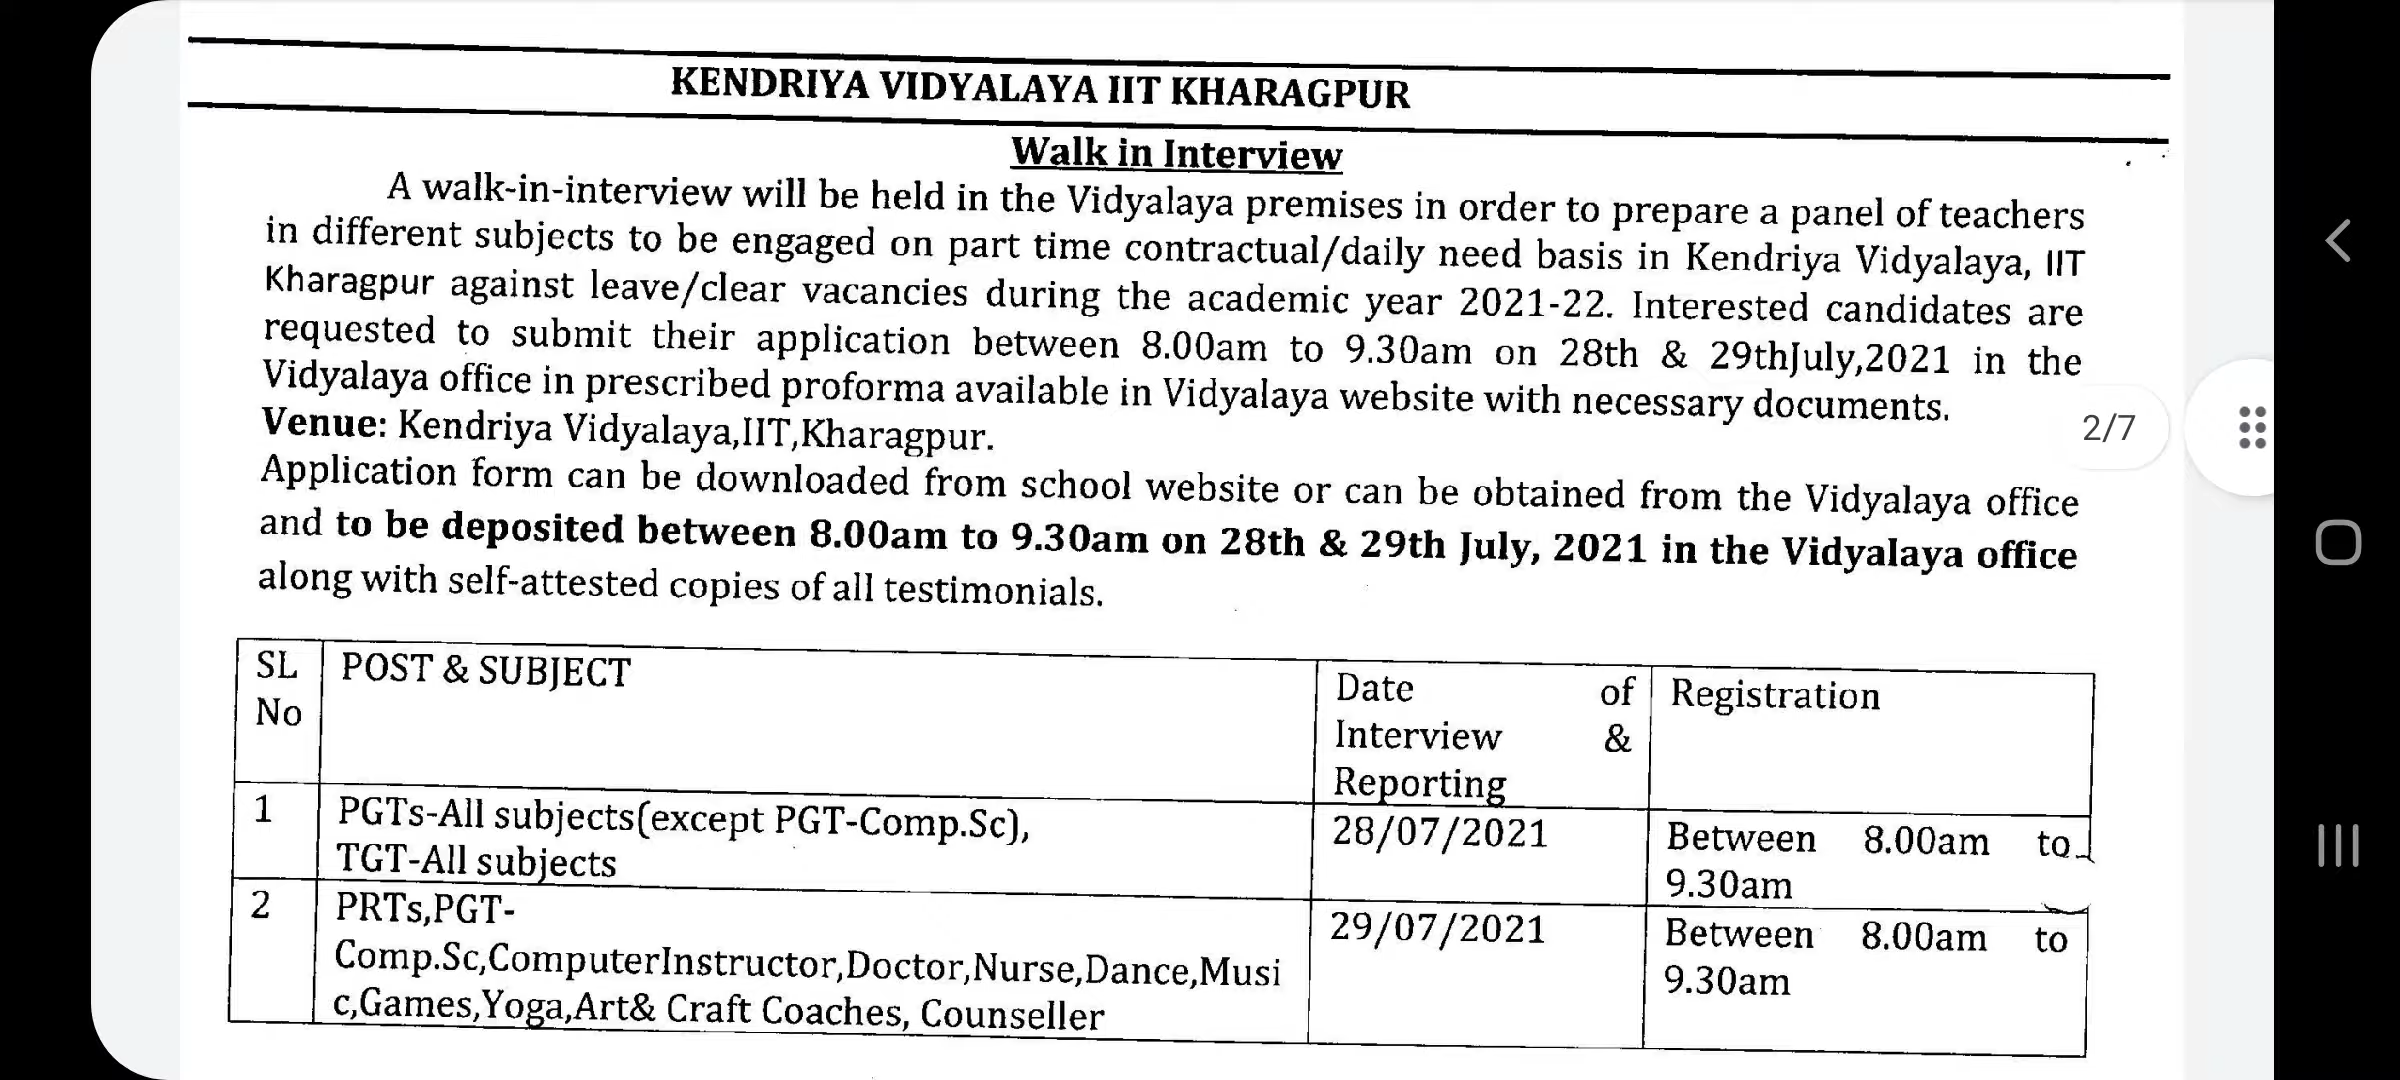 KENDRIYA VIDYALAYA IIT KHARAGPUR
Walk in Interview
A walk-in-interview will be held in the Vidyalaya premises in order to prepare a panel of teachers
in different subjects to be engaged on part time contractual/daily need basis in Kendriya Vidyalaya, IIT
Kharagpur against leave/clear vacancies during the academic year 2021-22. Interested candidates are
requested to submit their application between 8.00am to 9.30am on 28th & 29thJuly,2021 in the
Vidyalaya office in prescribed proforma available in Vidyalaya website with necessary documents.
Venue: Kendriya Vidyalaya,IIT,Kharagpur.
2/7
Application form can be downloaded from school website or can be obtained from the Vidyalaya office
and to be deposited between 8.00am to 9.30am on 28th & 29th July, 2021 in the Vidyalaya office
along with self-attested copies of all testimonials.
SL
No
POST & SUBJECT
Date of
Interview &
Reporting
Registration
1
PGTs-All subjects(except PGT-Comp.Sc),
TGT-All subjects
28/07/2021
Between 8.00am to
9.30am
2
PRTs,PGT-
Comp.Sc,ComputerInstructor,Doctor,Nurse,Dance,Musi
c,Games,Yoga,Art& Craft Coaches, Counseller
29/07/2021
Between 8.00am to
9.30am